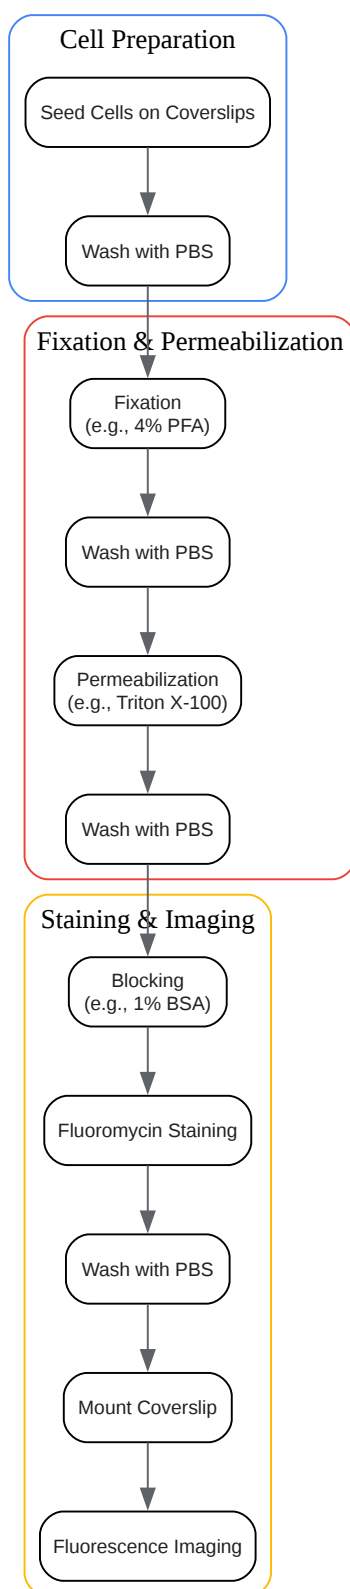 Cell Preparation
Seed Cells on Coverslips
Wash with PBS
Fixation & Permeabilization
Fixation
(e.g., 4% PFA)
Wash with PBS
Permeabilization
(e.g., Triton X-100)
Wash with PBS
Staining & Imaging
Blocking
(e.g., 1% BSA)
Fluoromycin Staining
Wash with PBS
Mount Coverslip
Fluorescence Imaging